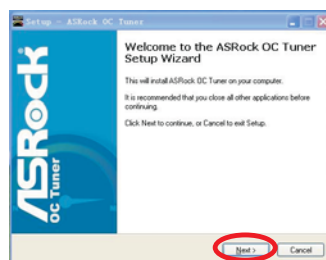 Setup - ASRock OC Tuner
ASRock
OC Tuner
Welcome to the ASRock OC Tuner
Setup Wizard
This will install ASRock OC Tuner on your computer.
It is recommended that you close all other applications before
continuing.
Click Next to continue, or Cancel to exit Setup.
Next >
Cancel